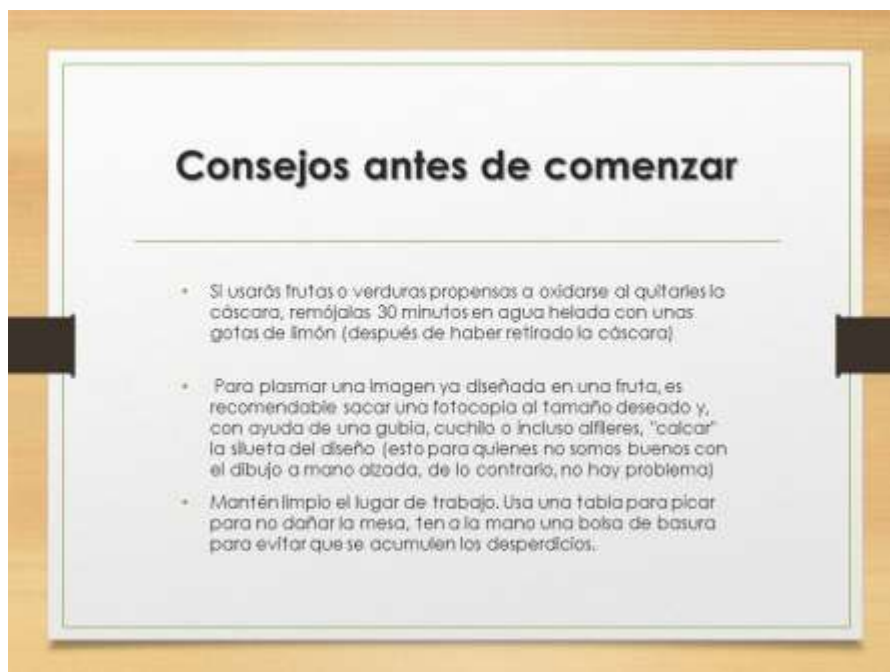 Consejos antes de comenzar
• Si usarás frutas o verduras propensas a oxidarse al quitarles la
cáscara, remójalas 30 minutos en agua helada con unas
gotas de limón (después de haber retirado la cáscara)
• Para plasmar una imagen ya diseñada en una fruta, es
recomendable sacar una fotocopia al tamaño deseado y,
con ayuda de una gubia, cuchilo o incluso alfileres, "calcar"
la silueta del diseño (esto para quienes no somos buenos con
el dibujo a mano alzada, de lo contrario, no hay problema)
• Mantén limpio el lugar de trabajo. Usa una tabla para picar
para no dañar la mesa, ten a la mano una bolsa de basura
para evitar que se acumulen los desperdicios.